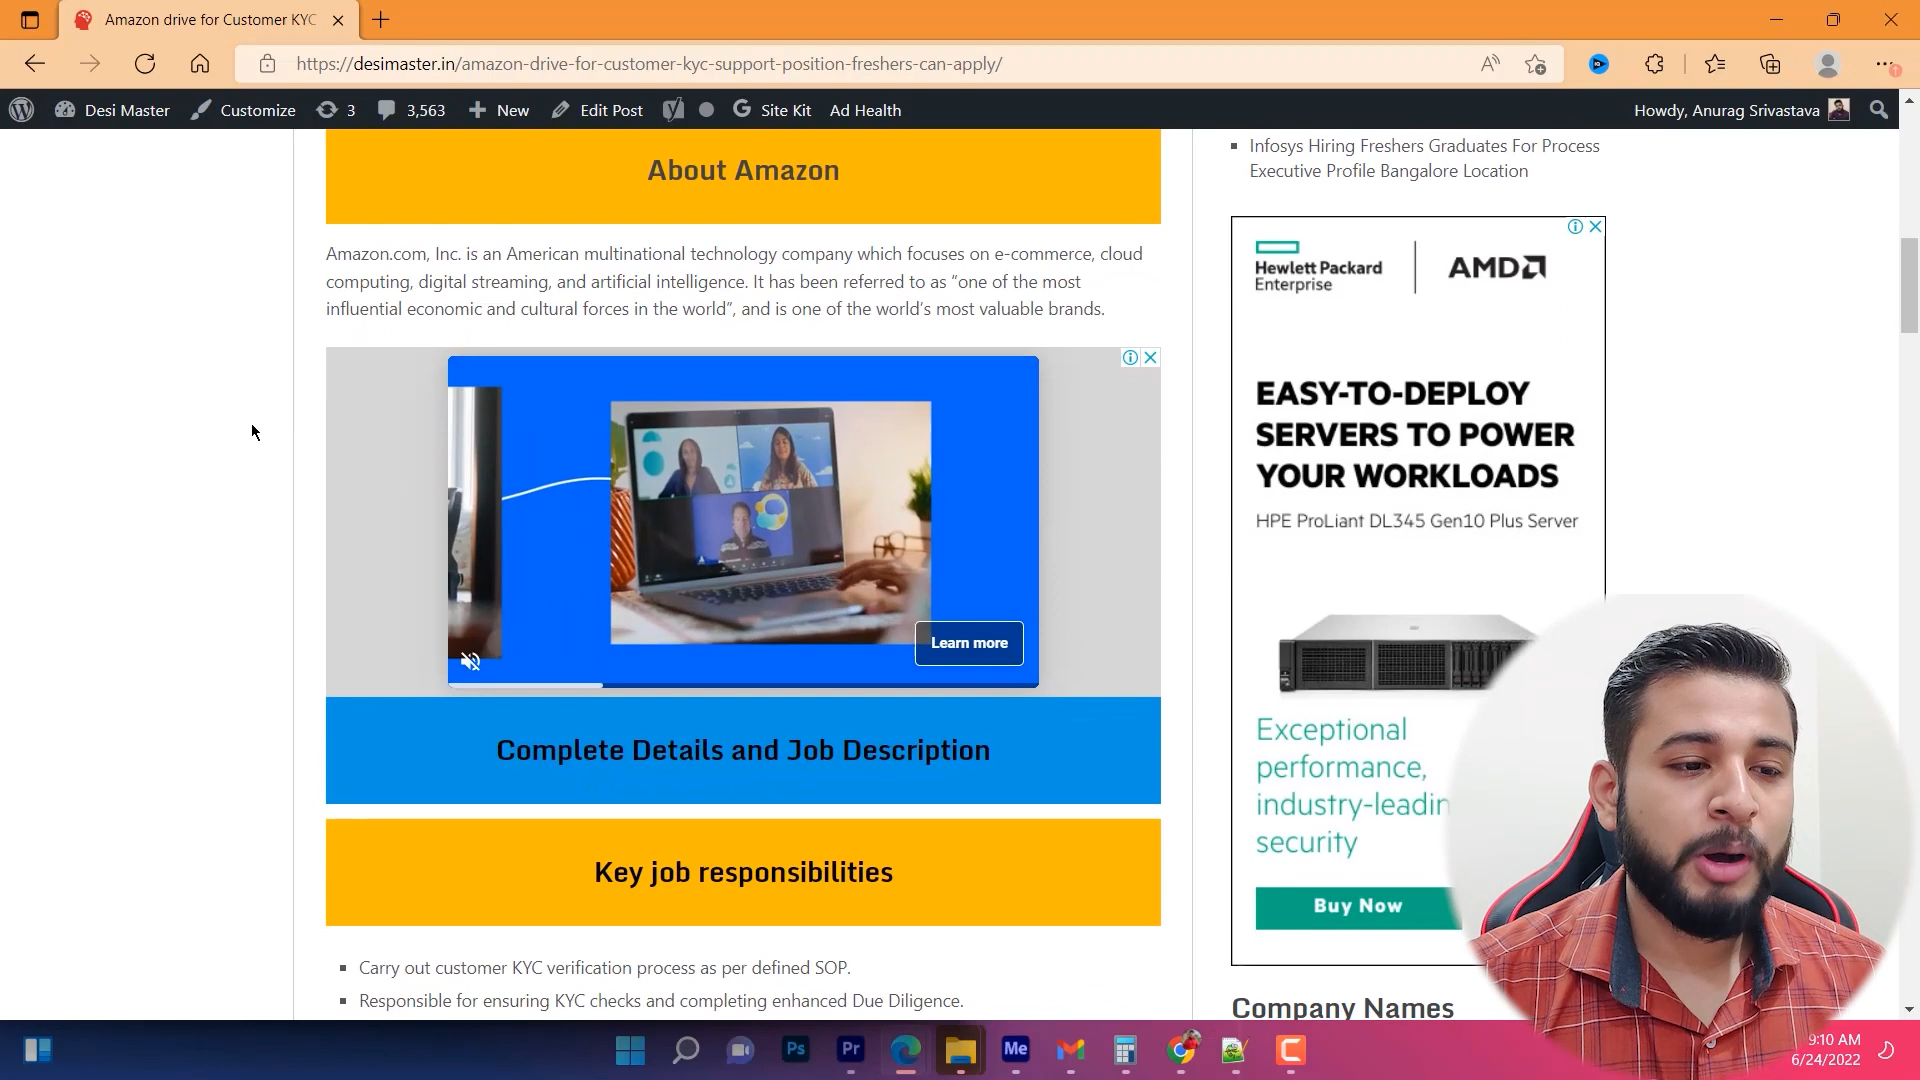 Amazon drive for Customer KYC
https://desimaster.in/amazon-drive-for-customer-kyc-support-position-freshers-can-apply/
Desi Master
Customize
3
3,563
New
Edit Post
Site Kit
Ad Health
Howdy, Anurag Srivastava
About Amazon
Amazon.com, Inc. is an American multinational technology company which focuses on e-commerce, cloud
computing, digital streaming, and artificial intelligence. It has been referred to as “one of the most
influential economic and cultural forces in the world”, and is one of the world’s most valuable brands.
Learn more
Complete Details and Job Description
Key job responsibilities
Carry out customer KYC verification process as per defined SOP.
Responsible for ensuring KYC checks and completing enhanced Due Diligence.
Infosys Hiring Freshers Graduates For Process
Executive Profile Bangalore Location
Hewlett Packard
Enterprise
AMD
EASY-TO-DEPLOY
SERVERS TO POWER
YOUR WORKLOADS
HPE ProLiant DL345 Gen10 Plus Server
Exceptional
performance,
industry-leadin
security
Buy Now
Company Names
Ps
Pr
Me
9:10 AM
6/24/2022